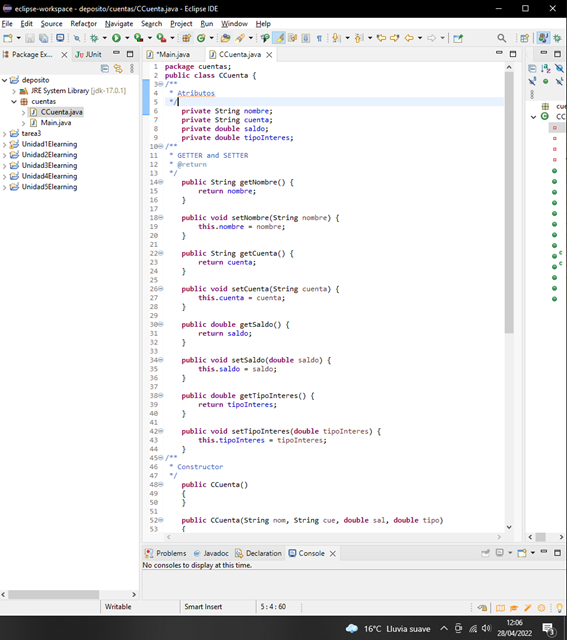 eclipse-workspace - deposito/cuentas/CCuenta.java - Eclipse IDE
File Edit Source Refactor Navigate Search Project Run Window Help
Package Ex... JUnit
*Main.java CCuenta.java
deposito
JRE System Library [jdk-17.0.1]
cuentas
CCuenta.java
Main.java
tarea3
Unidad1Elearning
Unidad2Elearning
Unidad3Elearning
Unidad4Elearning
Unidad5Elearning
1 package cuentas;
2 public class CCuenta {
3 /**
4 * Atributos
5 */
6 private String nombre;
7 private String cuenta;
8 private double saldo;
9 private double tipoInteres;
10 /**
11 * GETTER and SETTER
12 * @return
13 */
14 public String getNombre() {
15 return nombre;
16 }
17
18 public void setNombre(String nombre) {
19 this.nombre = nombre;
20 }
21
22 public String getCuenta() {
23 return cuenta;
24 }
25
26 public void setCuenta(String cuenta) {
27 this.cuenta = cuenta;
28 }
29
30 public double getSaldo() {
31 return saldo;
32 }
33
34 public void setSaldo(double saldo) {
35 this.saldo = saldo;
36 }
37
38 public double getTipoInteres() {
39 return tipoInteres;
40 }
41
42 public void setTipoInteres(double tipoInteres) {
43 this.tipoInteres = tipoInteres;
44 }
45 /**
46 * Constructor
47 */
48 public CCuenta()
49 {
50 }
51
52 public CCuenta(String nom, String cue, double sal, double tipo)
53 {
cue
CC
Problems Javadoc Declaration Console
No consoles to display at this time.
Writable Smart Insert 5 : 4 : 60
16°C Lluvia suave 12:06
28/04/2022
3